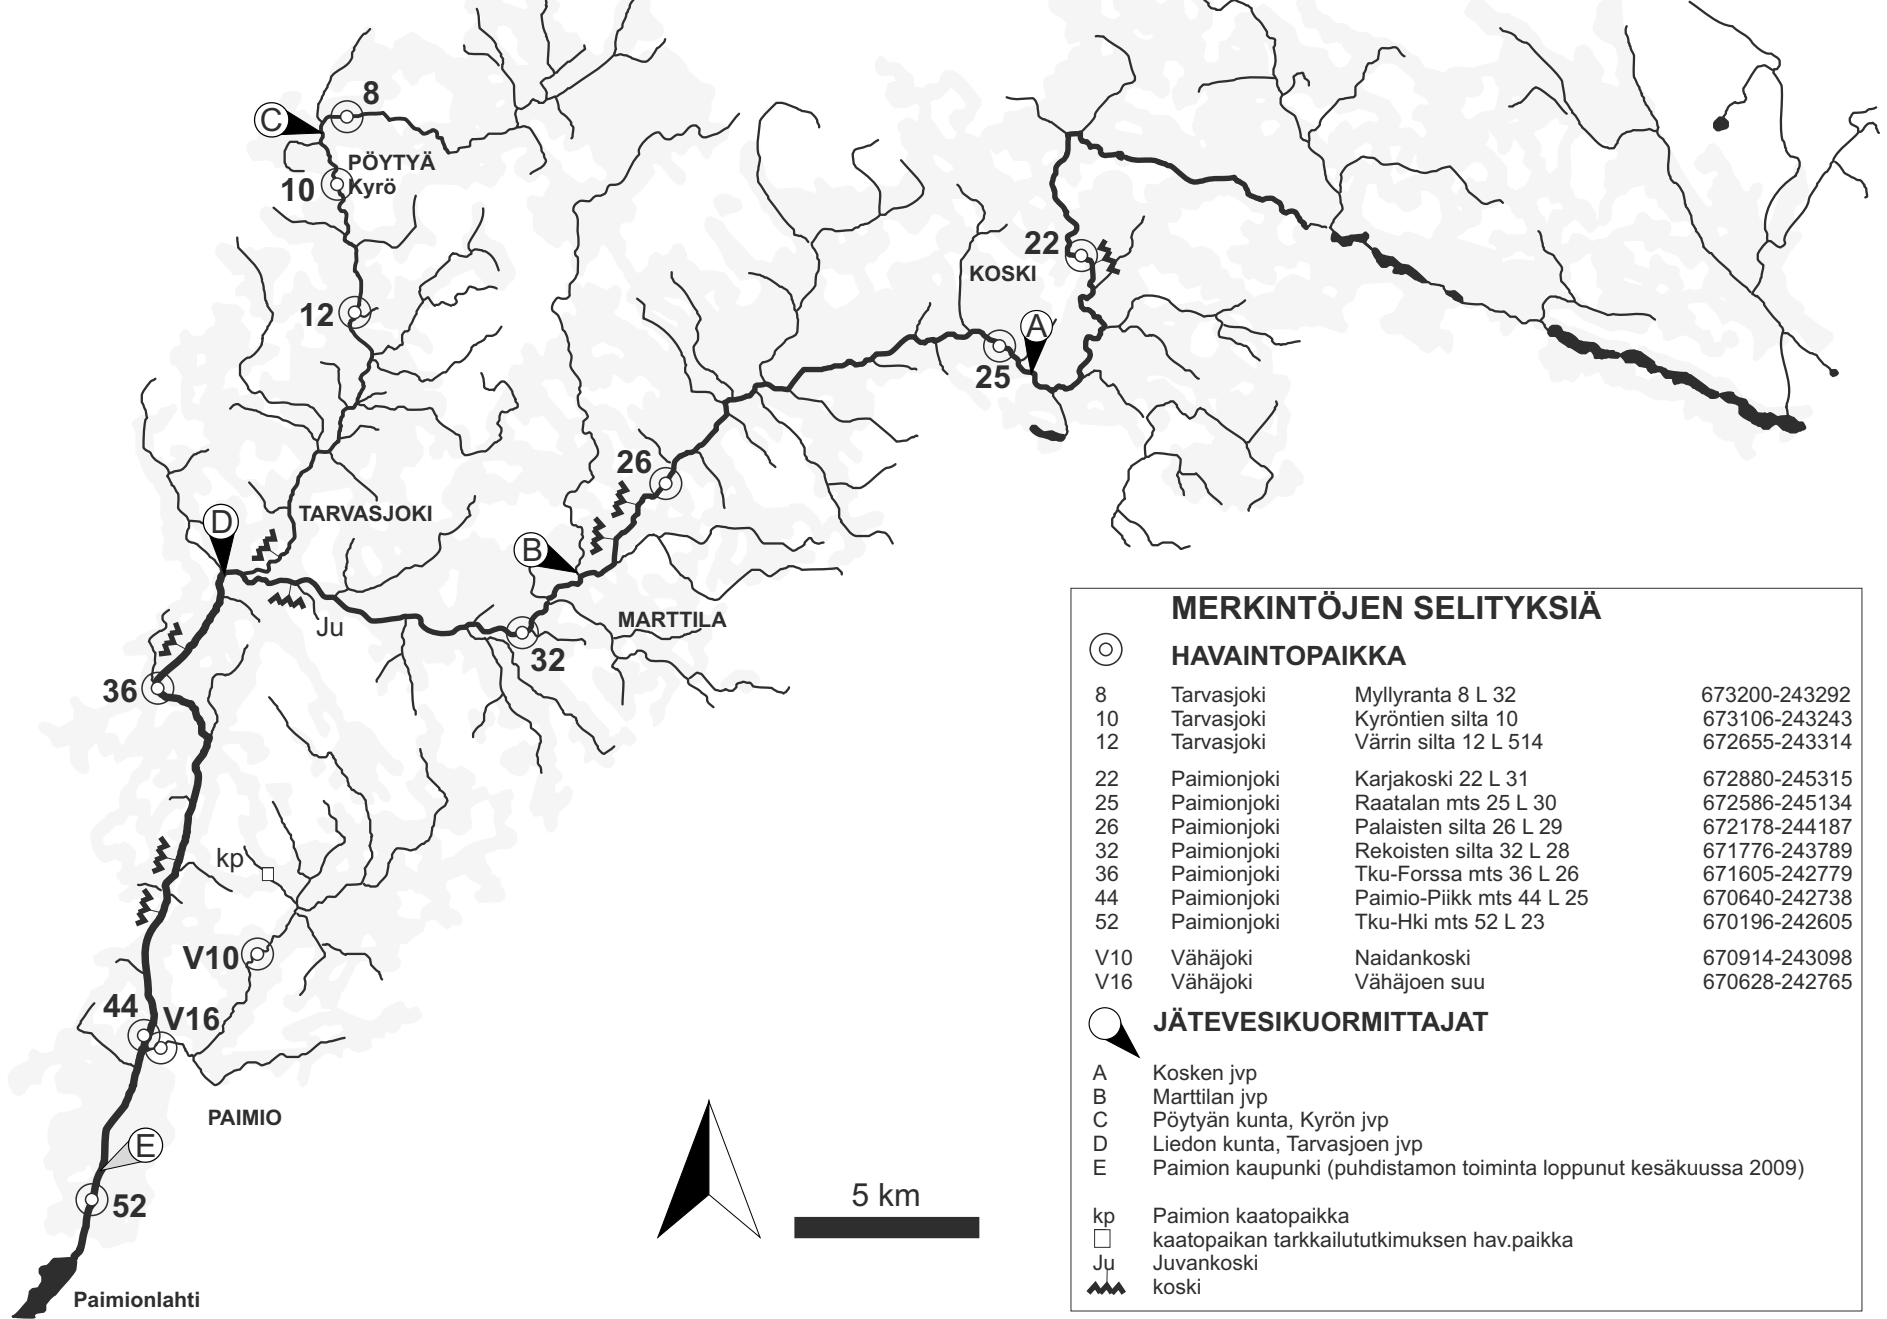 8
C
PÖYTYÄ
10 Kyrö
22
KOSKI
12
A
25
26
TARVASJOKI
D
B
MARTTILA
Ju
32
36
kp
V10
44 V16
PAIMIO
E
52
5 km
Paimionlahti
MERKINTÖJEN SELITYKSIÄ
HAVAINTOPAIKKA
8 Tarvasjoki Myllyranta 8 L 32 673200-243292
10 Tarvasjoki Kyröntien silta 10 673106-243243
12 Tarvasjoki Värrin silta 12 L 514 672655-243314
22 Paimionjoki Karjakoski 22 L 31 672880-245315
25 Paimionjoki Raatalan mts 25 L 30 672586-245134
26 Paimionjoki Palaisten silta 26 L 29 672178-244187
32 Paimionjoki Rekoisten silta 32 L 28 671776-243789
36 Paimionjoki Tku-Forssa mts 36 L 26 671605-242779
44 Paimionjoki Paimio-Piikk mts 44 L 25 670640-242738
52 Paimionjoki Tku-Hki mts 52 L 23 670196-242605
V10 Vähäjoki Naidankoski 670914-243098
V16 Vähäjoki Vähäjoen suu 670628-242765
JÄTEVESIKUORMITTAJAT
A Kosken jvp
B Marttilan jvp
C Pöytyän kunta, Kyrön jvp
D Liedon kunta, Tarvasjoen jvp
E Paimion kaupunki (puhdistamon toiminta loppunut kesäkuussa 2009)
kp Paimion kaatopaikka
kaatopaikan tarkkailututkimuksen hav.paikka
Ju Juvankoski
koski